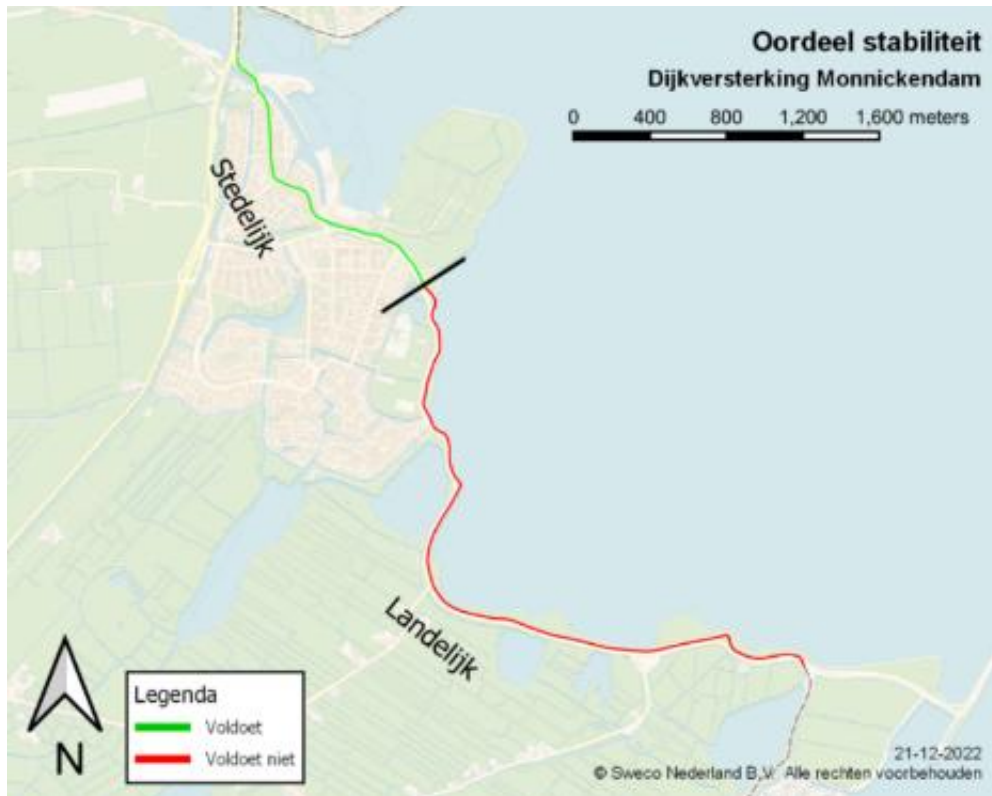 Oordeel stabiliteit
Dijkversterking Monnickendam
0 400 800 1,200 1,600 meters
Stedelijk
Landelijk
N
Legenda
Voldoet
Voldoet niet
21-12-2022
© Sweco Nederland B.V. Alle rechten voorbehouden